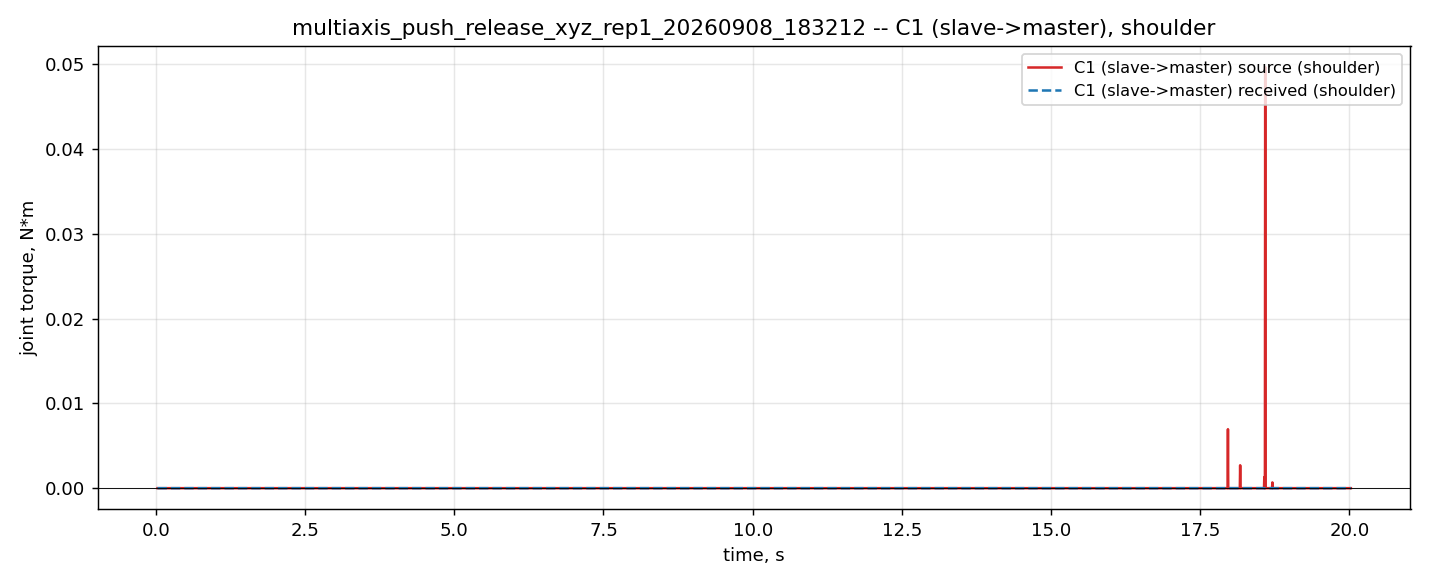 multiaxis_push_release_xyz_rep1_20260908_183212 -- C1 (slave->master), shoulder
C1 (slave->master) source (shoulder)
C1 (slave->master) received (shoulder)
joint torque, N*m
0.05
0.04
0.03
0.02
0.01
0.00
0.0 2.5 5.0 7.5 10.0 12.5 15.0 17.5 20.0
time, s